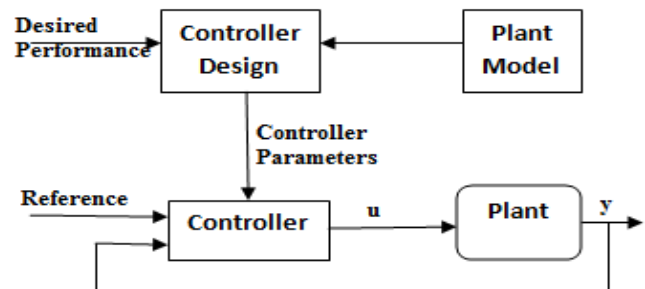 Desired
Performance
Controller
Design
Plant
Model
Controller
Parameters
Reference
Controller
u
Plant
y